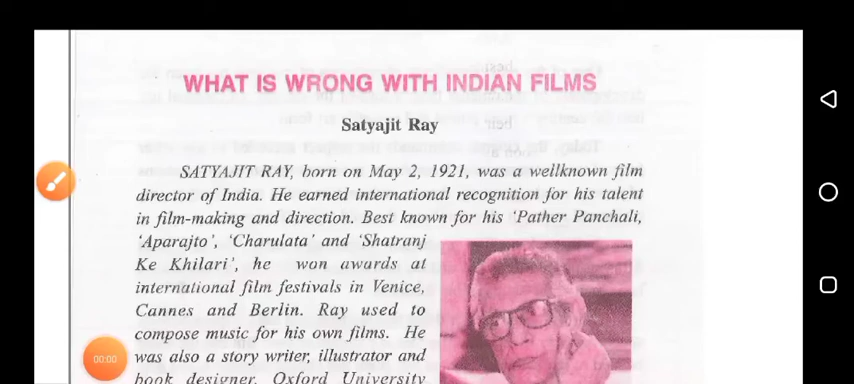 WHAT IS WRONG WITH INDIAN FILMS
Satyajit Ray
SATYAJIT RAY, born on May 2, 1921, was a wellknown film
director of India. He earned international recognition for his talent
in film-making and direction. Best known for his 'Pather Panchali,
'Aparajto', 'Charulata' and 'Shatranj
Ke Khilari', he won awards at
international film festivals in Venice,
Cannes and Berlin. Ray used to
compose music for his own films. He
was also a story writer, illustrator and
book designer. Oxford University
00:00